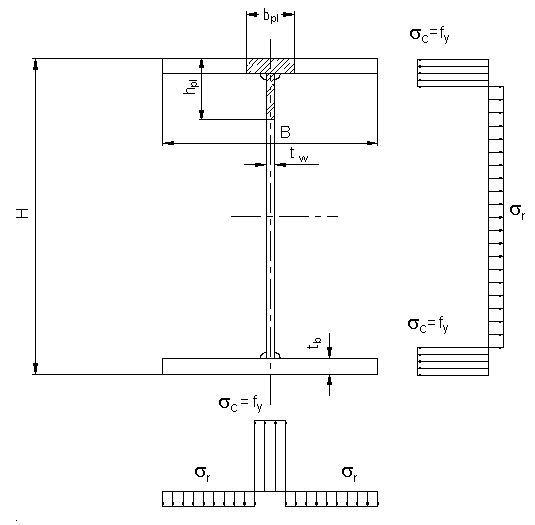 b_pl
σ_C = f_y
h_pl
B
t_w
H
σ_r
σ_C = f_y
t_b
σ_C = f_y
σ_r σ_r